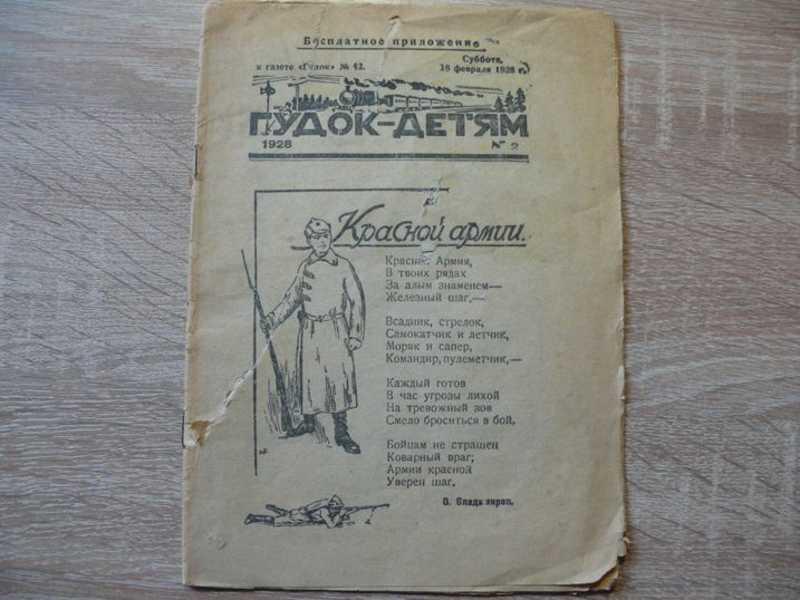 Бесплатное приложение
к газете «Гудок» № 42.
Суббота,
18 февраля 1928 г.
ГУДОК-ДЕТЯМ
1928 № 2
Красной армии.
Красная Армия,
В твоих рядах
За алым знаменем—
Железный шаг,—
Всадник, стрелок,
Самокатчик и летчик,
Моряк и сапер,
Командир, пулеметчик,—
Каждый готов
В час угрозы лихой
На тревожный зов
Смело броситься в бой.
Бойцам не страшен
Коварный враг;
Армии красной
Уверен шаг.